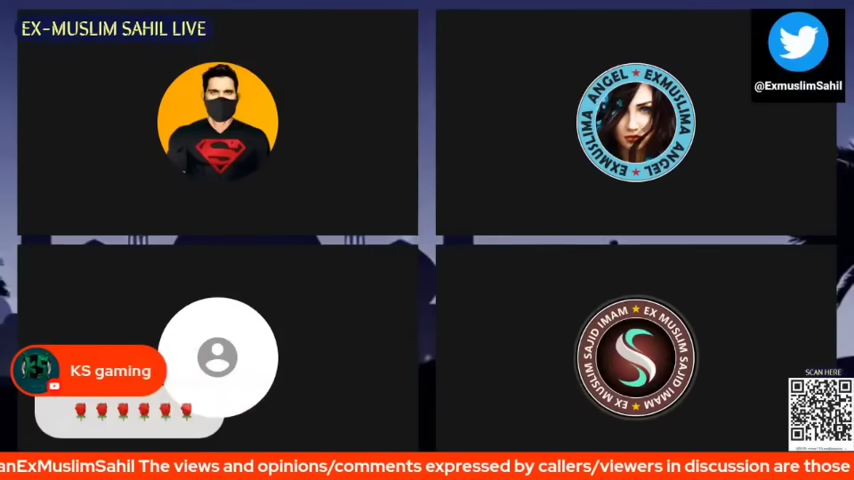 EX-MUSLIM SAHIL LIVE
@ExmuslimSahil
ANGEL ★ EXMUSLIMA ANGEL ★ EXMUSLIMA
EX MUSLIM SAJID IMAM ★ EX MUSLIM SAJID IMAM ★
KS gaming
SCAN HERE
anExMuslimSahil The views and opinions/comments expressed by callers/viewers in discussion are those